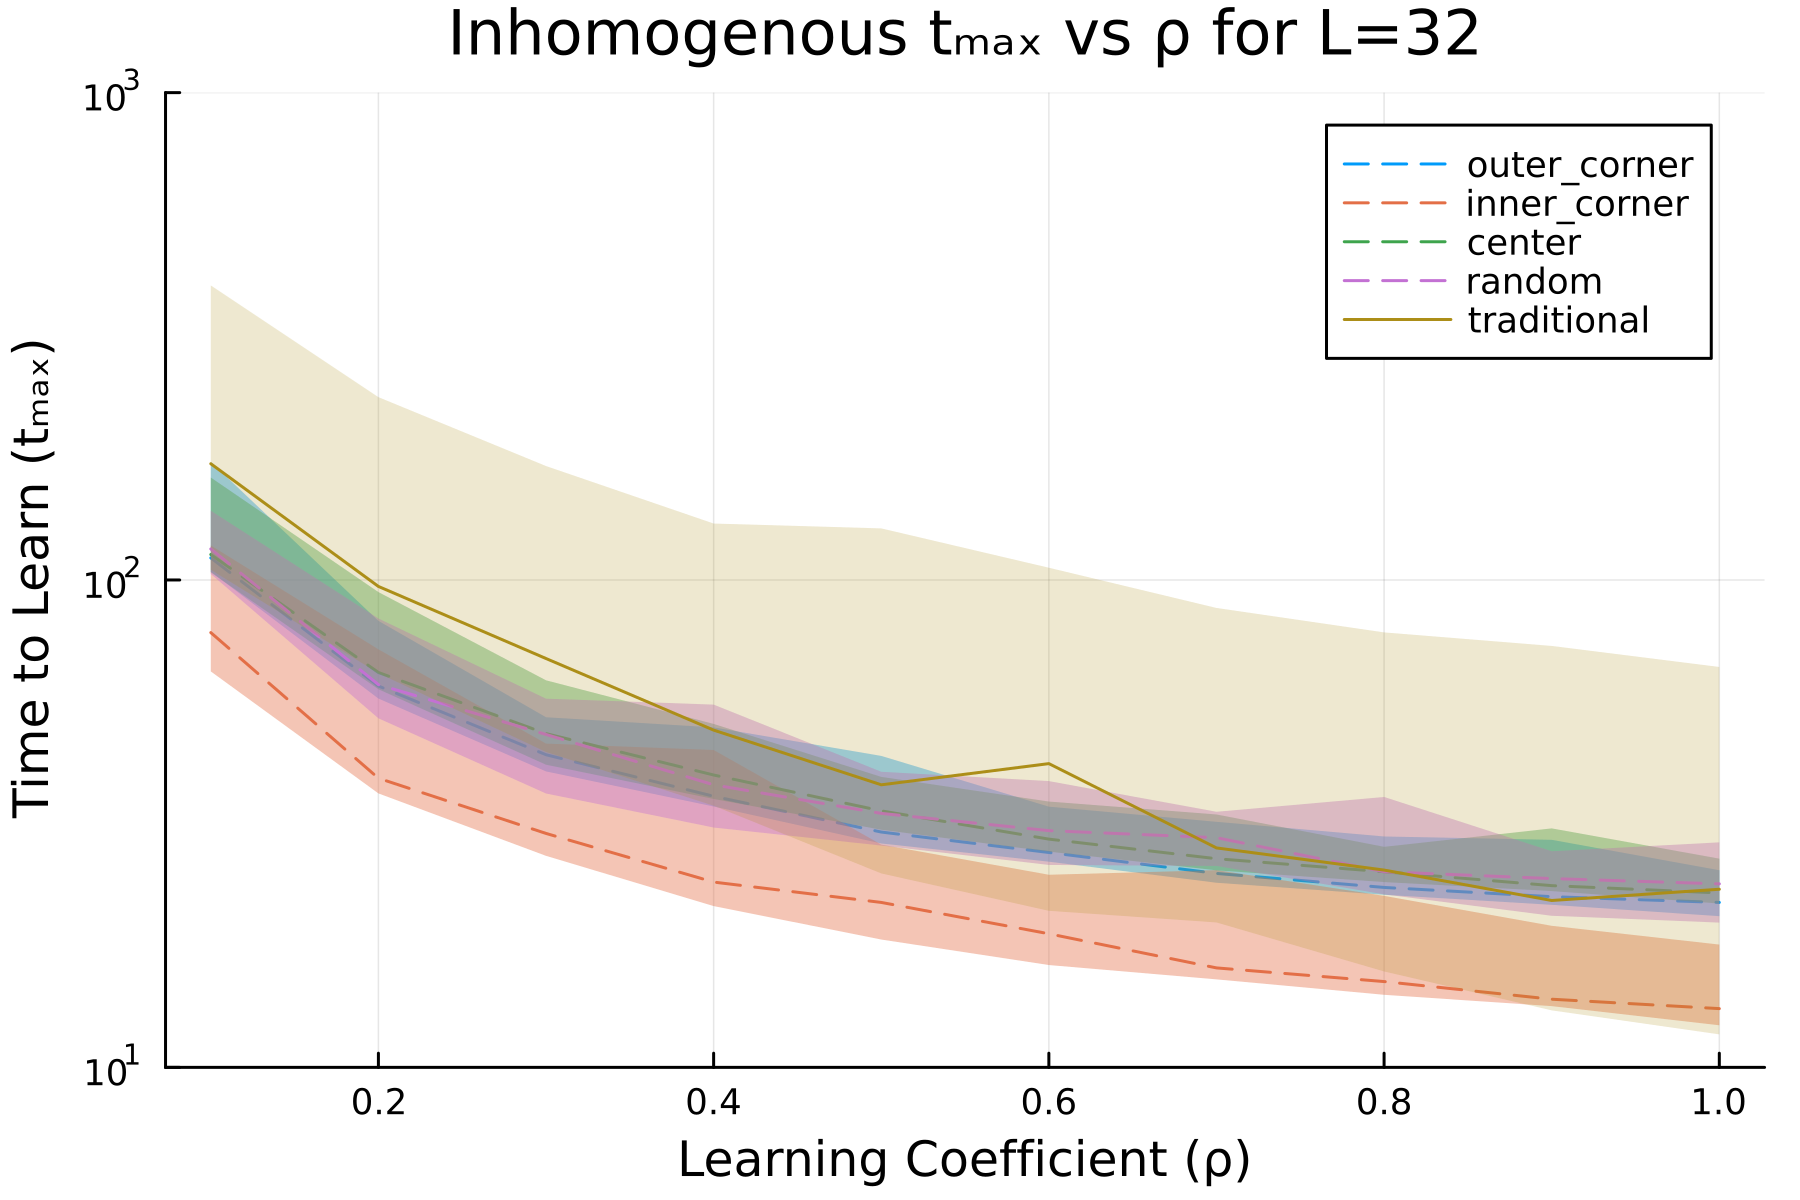 Inhomogenous tₘₐₓ vs ρ for L=32
10³
outer_corner
inner_corner
center
random
traditional
Time to Learn (tₘₐₓ)
10²
10¹
0.2 0.4 0.6 0.8 1.0
Learning Coefficient (ρ)